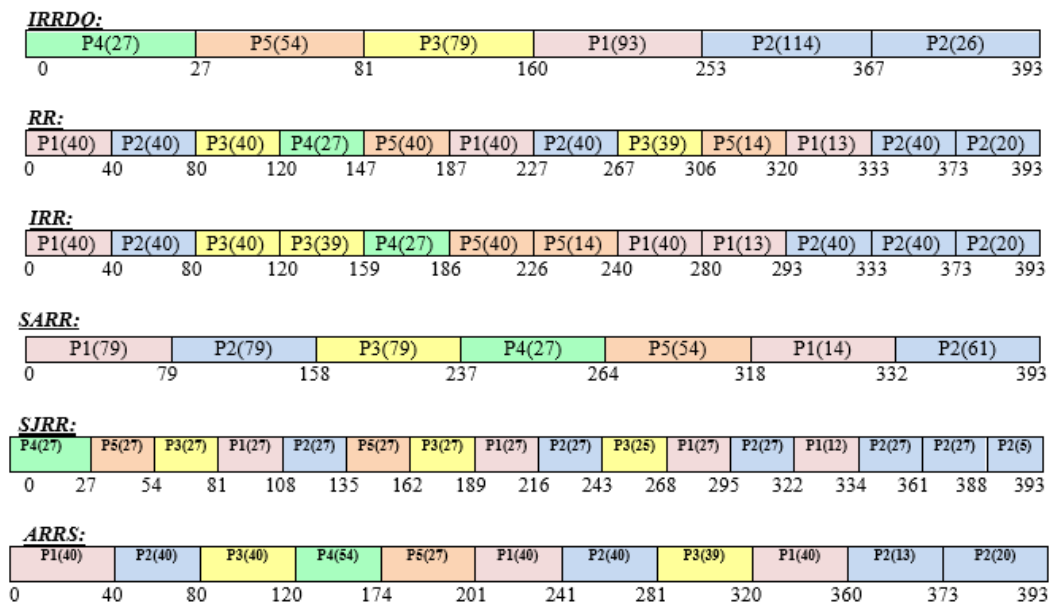 IRRDQ:
P4(27) P5(54) P3(79) P1(93) P2(114) P2(26)
0 27 81 160 253 367 393
RR:
P1(40) P2(40) P3(40) P4(27) P5(40) P1(40) P2(40) P3(39) P5(14) P1(13) P2(40) P2(20)
0 40 80 120 147 187 227 267 306 320 333 373 393
IRR:
P1(40) P2(40) P3(40) P3(39) P4(27) P5(40) P5(14) P1(40) P1(13) P2(40) P2(40) P2(20)
0 40 80 120 159 186 226 240 280 293 333 373 393
SARR:
P1(79) P2(79) P3(79) P4(27) P5(54) P1(14) P2(61)
0 79 158 237 264 318 332 393
SJRR:
P4(27) P5(27) P3(27) P1(27) P2(27) P5(27) P3(27) P1(27) P2(27) P3(25) P1(27) P2(27) P1(12) P2(27) P2(27) P2(5)
0 27 54 81 108 135 162 189 216 243 268 295 322 334 361 388 393
ARRS:
P1(40) P2(40) P3(40) P4(54) P5(27) P1(40) P2(40) P3(39) P1(40) P2(13) P2(20)
0 40 80 120 174 201 241 281 320 360 373 393